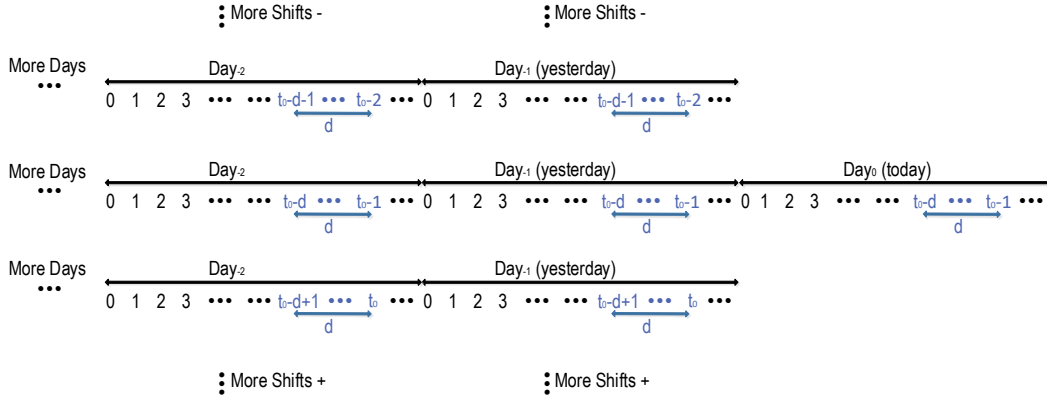 ⋮ More Shifts - ⋮ More Shifts -
More Days Day-2 Day-1 (yesterday)
••• 0 1 2 3 ••• ••• t0-d-1 ••• t0-2 ••• 0 1 2 3 ••• ••• t0-d-1 ••• t0-2 •••
d d
More Days Day-2 Day-1 (yesterday) Day0 (today)
••• 0 1 2 3 ••• ••• t0-d ••• t0-1 ••• 0 1 2 3 ••• ••• t0-d ••• t0-1 ••• 0 1 2 3 ••• ••• t0-d ••• t0-1 •••
d d d
More Days Day-2 Day-1 (yesterday)
••• 0 1 2 3 ••• ••• t0-d+1 ••• t0 ••• 0 1 2 3 ••• ••• t0-d+1 ••• t0 •••
d d
⋮ More Shifts + ⋮ More Shifts +